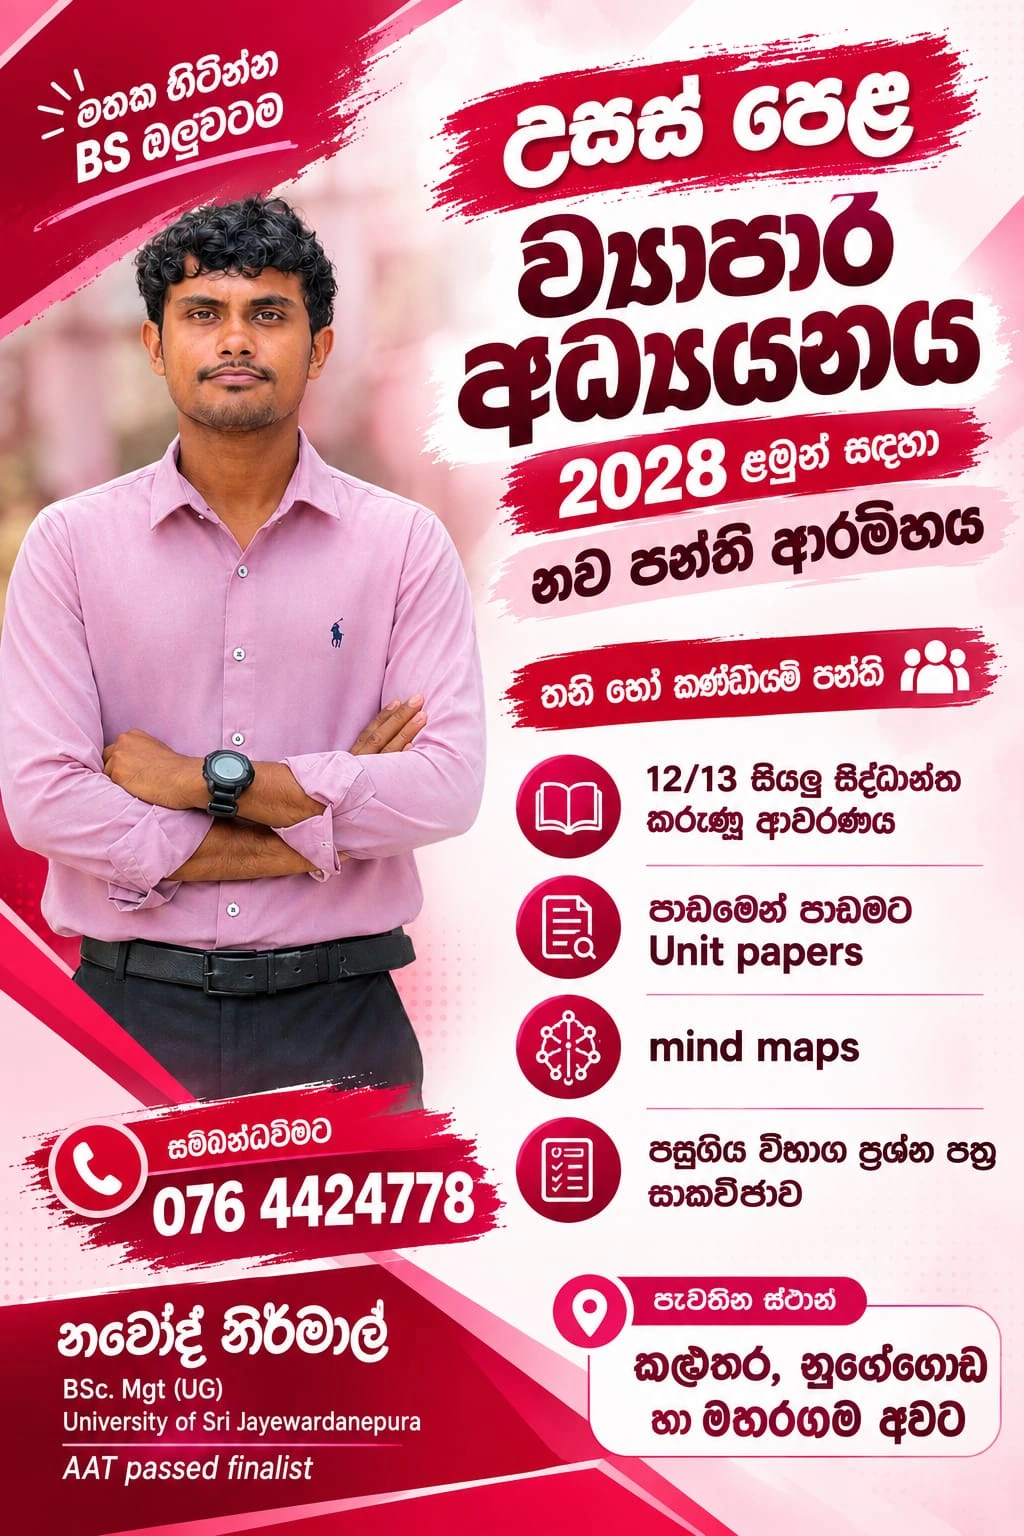 මතක හිටින්න
BS ඔලුවටම
උසස් පෙළ
ව්‍යාපාර
අධ්‍යයනය
2028 ළමුන් සඳහා
නව පන්ති ආරම්භය
තනි හෝ කණ්ඩායම් පන්ති
12/13 සියලු සිද්ධාන්ත
කරුණු ආවරණය
පාඩමෙන් පාඩමට
Unit papers
mind maps
පසුගිය විභාග ප්‍රශ්න පත්‍ර
සාකච්ඡාව
සම්බන්ධවීමට
076 4424778
නවෝද් නිර්මාල්
BSc. Mgt (UG)
University of Sri Jayewardanepura
AAT passed finalist
පැවතින ස්ථාන්
කළුතර, නුගේගොඩ
හා මහරගම අවට